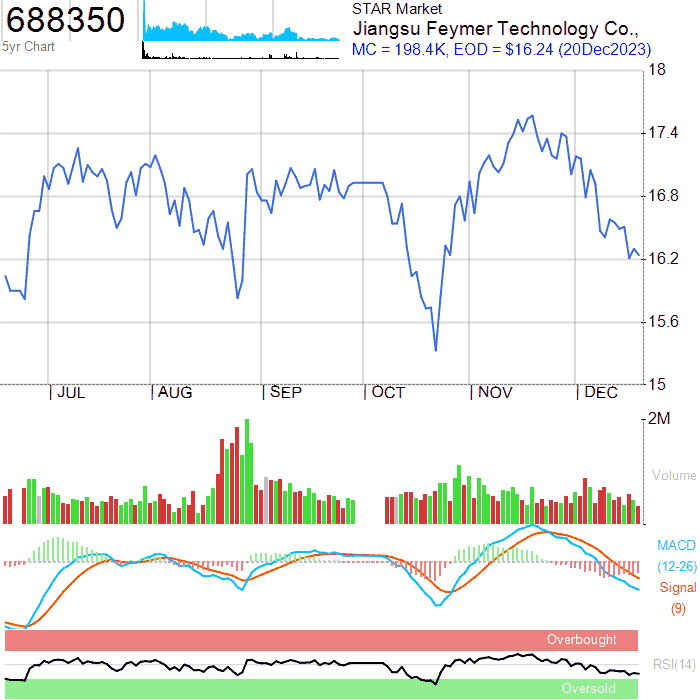 688350
5yr Chart
STAR Market
Jiangsu Feymer Technology Co.,
MC = 198.4K, EOD = $16.24 (20Dec2023)
18
17.4
16.8
16.2
15.6
15
JUL AUG SEP OCT NOV DEC
2M
Volume
MACD
(12-26)
Signal
(9)
Overbought
RSI(14)
Oversold